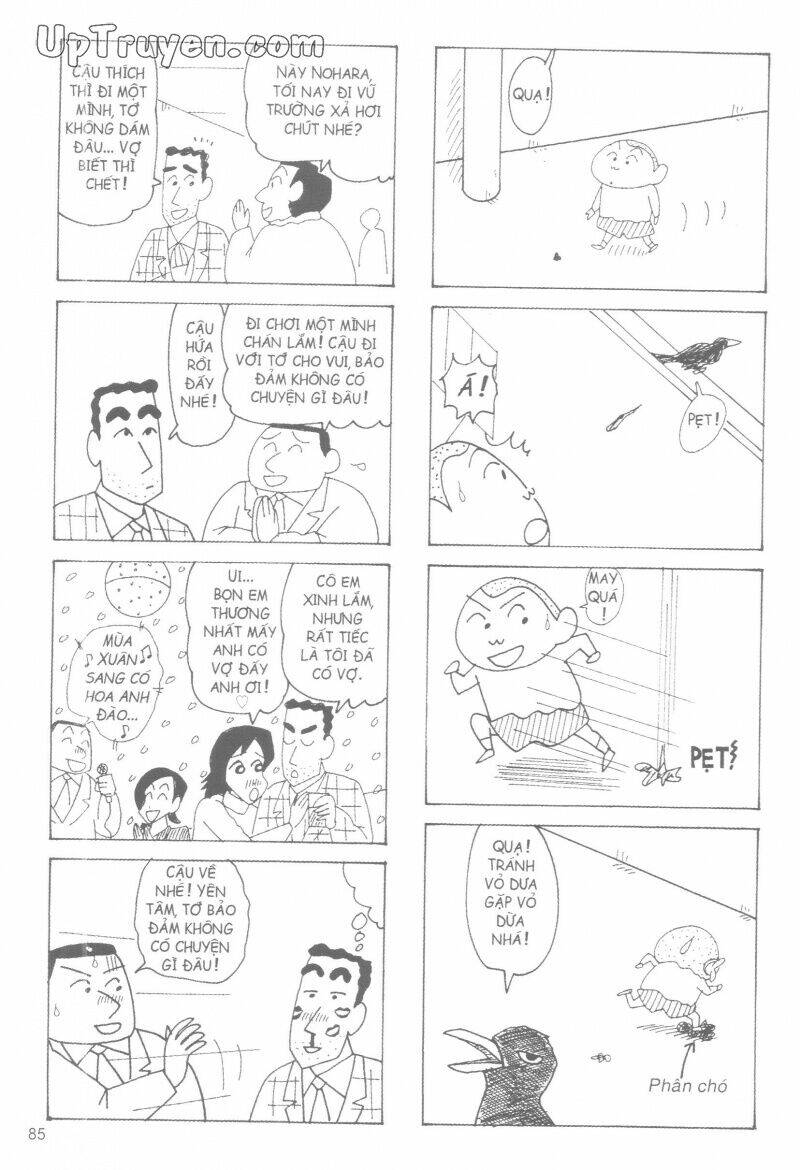 UpTruyen.com
NÀY NOHARA,
TỐI NAY ĐI VŨ
TRƯỜNG XẢ HƠI
CHÚT NHÉ?
CẬU THÍCH
THÌ ĐI MỘT
MÌNH, TỚ
KHÔNG DÁM
ĐÂU... VỢ
BIẾT THÌ
CHẾT!
ĐI CHƠI MỘT MÌNH
CHÁN LẮM! CẬU ĐI
VỚI TỚ CHO VUI, BẢO
ĐẢM KHÔNG CÓ
CHUYỆN GÌ ĐÂU!
CẬU
HỨA
RỒI
ĐẤY
NHÉ!
CÔ EM
XINH LẮM,
NHƯNG
RẤT TIẾC
LÀ TÔI ĐÃ
CÓ VỢ.
UI...
BỌN EM
THƯƠNG
NHẤT MẤY
ANH CÓ
VỢ ĐẤY
ANH ƠI!
MÙA
XUÂN
SANG CÓ
HOA ANH
ĐÀO...
CẬU VỀ
NHÉ! YÊN
TÂM, TỚ BẢO
ĐẢM KHÔNG
CÓ CHUYỆN
GÌ ĐÂU!
QUẠ!
Á!
PẸT!
MAY
QUÁ
!
PẸT!
QUẠ!
TRÁNH
VỎ DƯA
GẶP VỎ
DỪA
NHÁ!
Phân chó
85